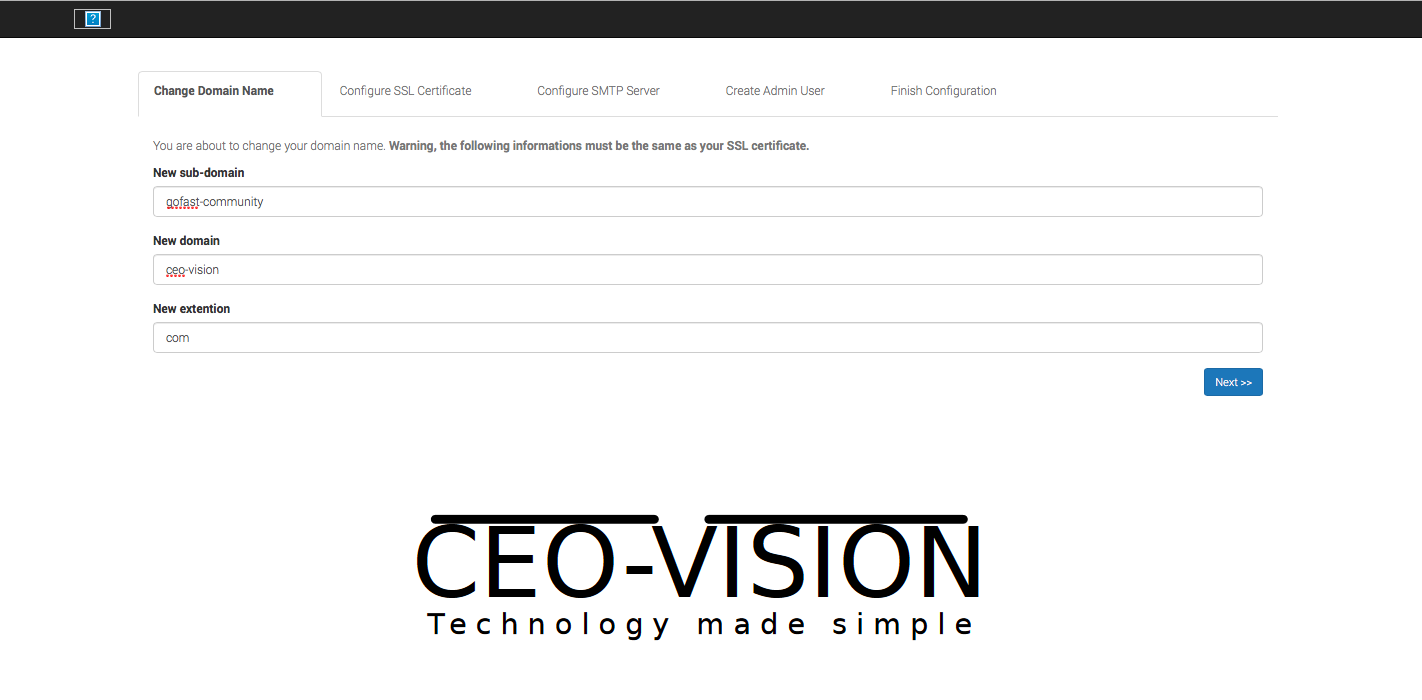 ?
Change Domain Name Configure SSL Certificate Configure SMTP Server Create Admin User Finish Configuration
You are about to change your domain name. Warning, the following informations must be the same as your SSL certificate.
New sub-domain
gofast-community
New domain
ceo-vision
New extention
com
Next >>
CEO-VISION
Technology made simple